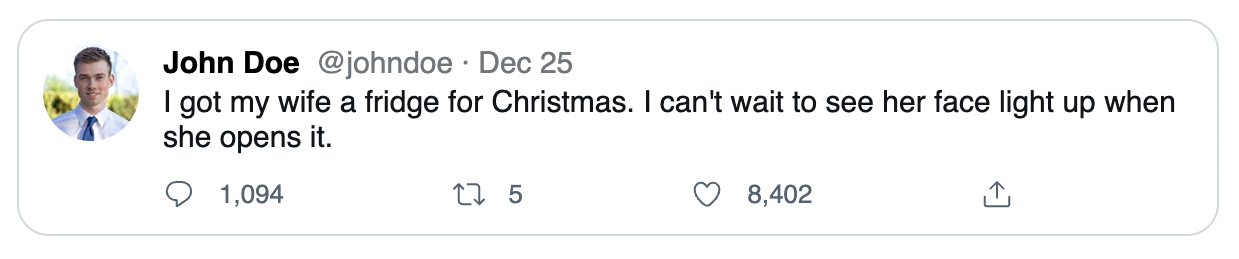 John Doe @johndoe · Dec 25
I got my wife a fridge for Christmas. I can't wait to see her face light up when
she opens it.
1,094 5 8,402